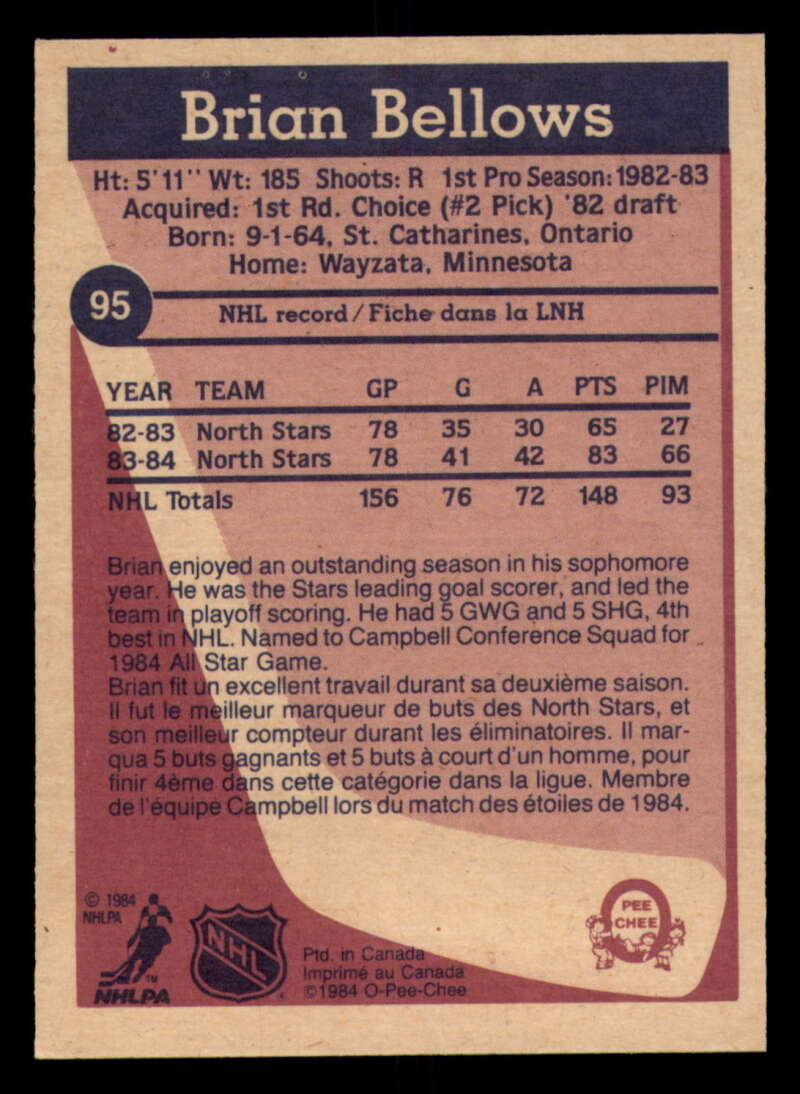 Brian Bellows
Ht: 5'11'' Wt: 185 Shoots: R 1st Pro Season: 1982-83
Acquired: 1st Rd. Choice (#2 Pick) '82 draft
Born: 9-1-64, St. Catharines, Ontario
Home: Wayzata, Minnesota
95
NHL record / Fiche dans la LNH
YEAR TEAM GP G A PTS PIM
82-83 North Stars 78 35 30 65 27
83-84 North Stars 78 41 42 83 66
NHL Totals 156 76 72 148 93
Brian enjoyed an outstanding season in his sophomore
year. He was the Stars leading goal scorer, and led the
team in playoff scoring. He had 5 GWG and 5 SHG, 4th
best in NHL. Named to Campbell Conference Squad for
1984 All Star Game.
Brian fit un excellent travail durant sa deuxième saison.
Il fut le meilleur marqueur de buts des North Stars, et
son meilleur compteur durant les éliminatoires. Il mar-
qua 5 buts gagnants et 5 buts à court d'un homme, pour
finir 4ème dans cette catégorie dans la ligue. Membre
de l'équipe Campbell lors du match des étoiles de 1984.
© 1984
NHLPA
TM
NHLPA
NHL
Ptd. in Canada
Imprimé au Canada
©1984 O-Pee-Chee
PEE
CHEE